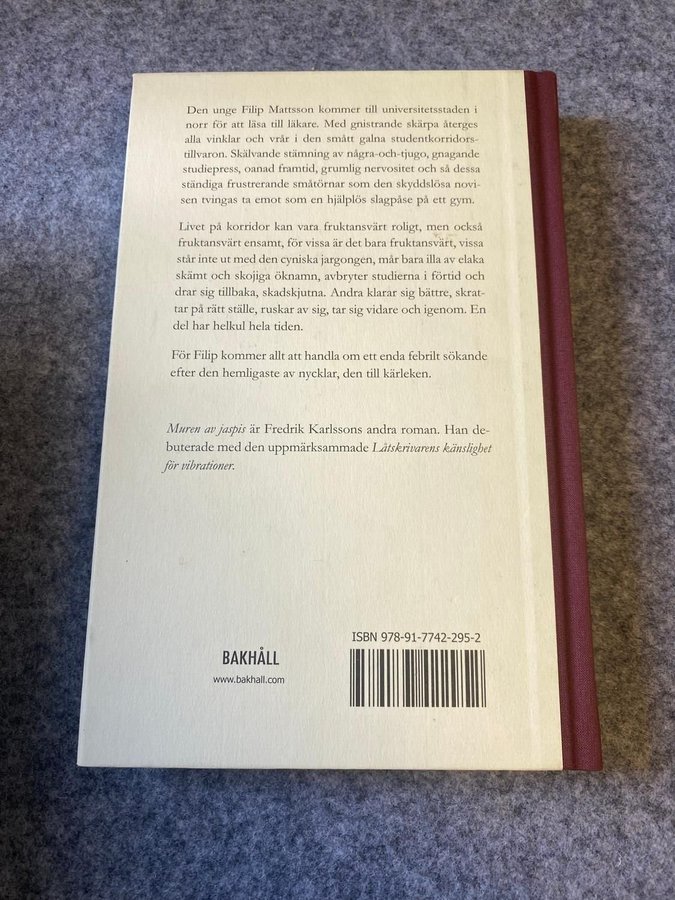 Den unge Filip Mattsson kommer till universitetsstaden i
norr för att läsa till läkare. Med gnistrande skärpa återges
alla vinklar och vrår i den smått galna studentkorridors-
tillvaron. Skälvande stämning av några-och-tjugo, gnagande
studiepress, oanad framtid, grumlig nervositet och så dessa
ständiga frustrerande småtörnar som den skyddslösa novi-
sen tvingas ta emot som en hjälplös slagpåse på ett gym.
Livet på korridor kan vara fruktansvärt roligt, men också
fruktansvärt ensamt, för vissa är det bara fruktansvärt, vissa
står inte ut med den cyniska jargongen, mår bara illa av elaka
skämt och skojiga öknamn, avbryter studierna i förtid och
drar sig tillbaka, skadskjutna. Andra klarar sig bättre, skrat-
tar på rätt ställe, ruskar av sig, tar sig vidare och igenom. En
del har helkul hela tiden.
För Filip kommer allt att handla om ett enda febrilt sökande
efter den hemligaste av nycklar, den till kärleken.
Muren av jaspis är Fredrik Karlssons andra roman. Han de-
buterade med den uppmärksammade Låtskrivarens känslighet
för vibrationer.
ISBN 978-91-7742-295-2
BAKHÅLL
www.bakhall.com